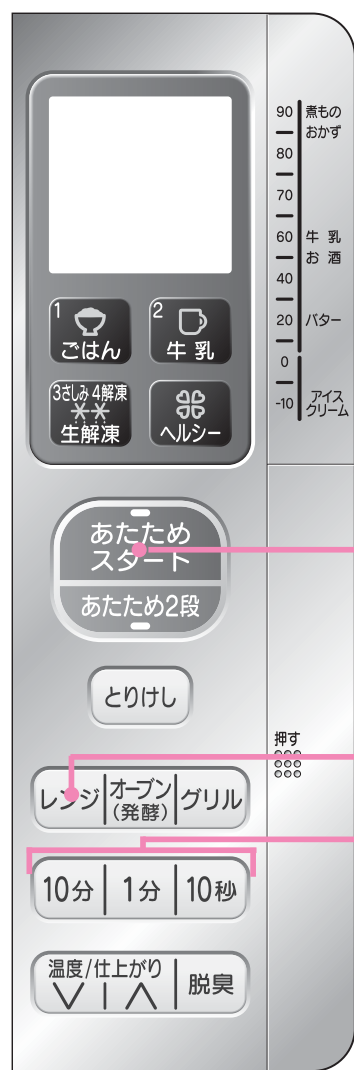 90 煮もの
おかず
80
70
60 牛乳
お酒
40
20 バター
0
-10 アイス
クリーム
1 ごはん
2 牛乳
3さしみ 4解凍
生解凍
ヘルシー
あたため
スタート
あたため2段
とりけし
押す
レンジ
オーブン
(発酵)
グリル
10分 1分 10秒
温度/仕上がり
脱臭